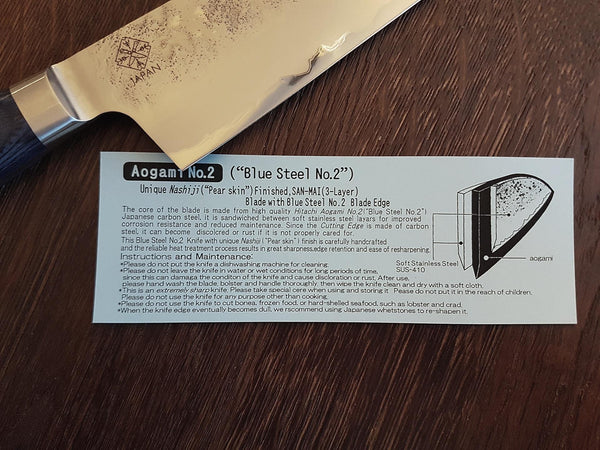 JAPAN
Aogami No.2 ("Blue Steel No.2")
Unique Nashiji("Pear skin")Finished,SAN-MAI(3-Layer)
Blade with Blue Steel No.2 Blade Edge
The core of the blade is made from high quality Hitachi Aogami No.2("Blue Steel No.2")
Japanese carbon steel, it is sandwiched between soft stainless steel layars for improved
corrosion resistance and reduced maintenance. Since the Cutting Edge is made of carbon
steel, it can become discolcred or rust if it is not properly cared for.
This Blue Steel No.2 Knife with unique Nashiji ("Pear skin") finish is carefully handcrafted
and the reliable heat treatment process results in great sharpness,edge retention and ease of resharpening.
Instructions and Maintenance.
*Please do not put the knife a dishwashing machine for cleaning.
*Please do not leave the knife in water or wet conditions for long periods of time,
since this can damage the conditon of the knife and cause discloration or rust. After use,
please hand wash the blade, bolster and handle thoroughly, then wipe the knife clean and dry with a soft cloth.
*This is an extremely sharp knife. Please take special cere when using and storing it. Please do not put it in the reach of children.
*Please do not use the knife for any purpose other than cooking.
*Please do not use the knife to cut bonea, frozen food, or hard-shelled seafood, such as lobster and crad.
*When the knife edge eventually becomes dull, we rscommend using Japanese whetstones to re-shapen it.
Soft Stainless Steel
SUS-410
aogami